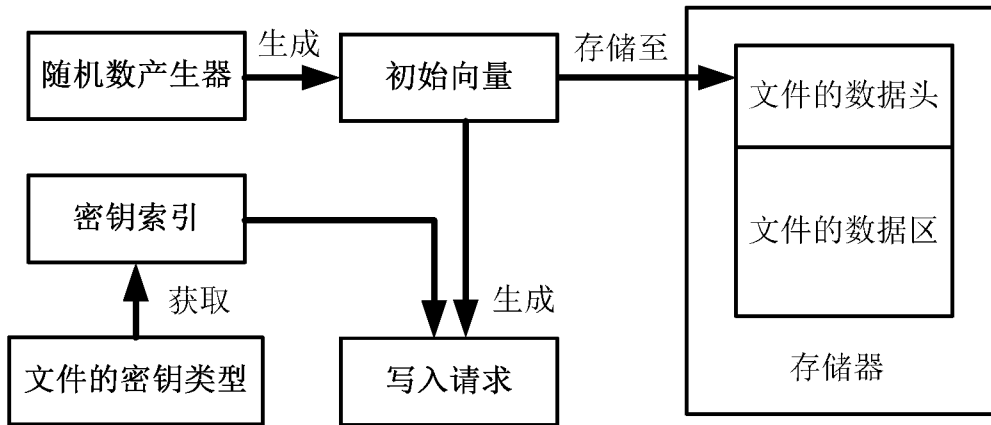 随机数产生器
生成
初始向量
存储至
文件的数据头
密钥索引
文件的数据区
获取
生成
文件的密钥类型
写入请求
存储器